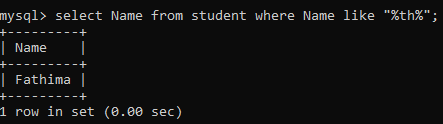 mysql> select Name from student where Name like "%th%";
+---------+
| Name    |
+---------+
| Fathima |
+---------+
1 row in set (0.00 sec)